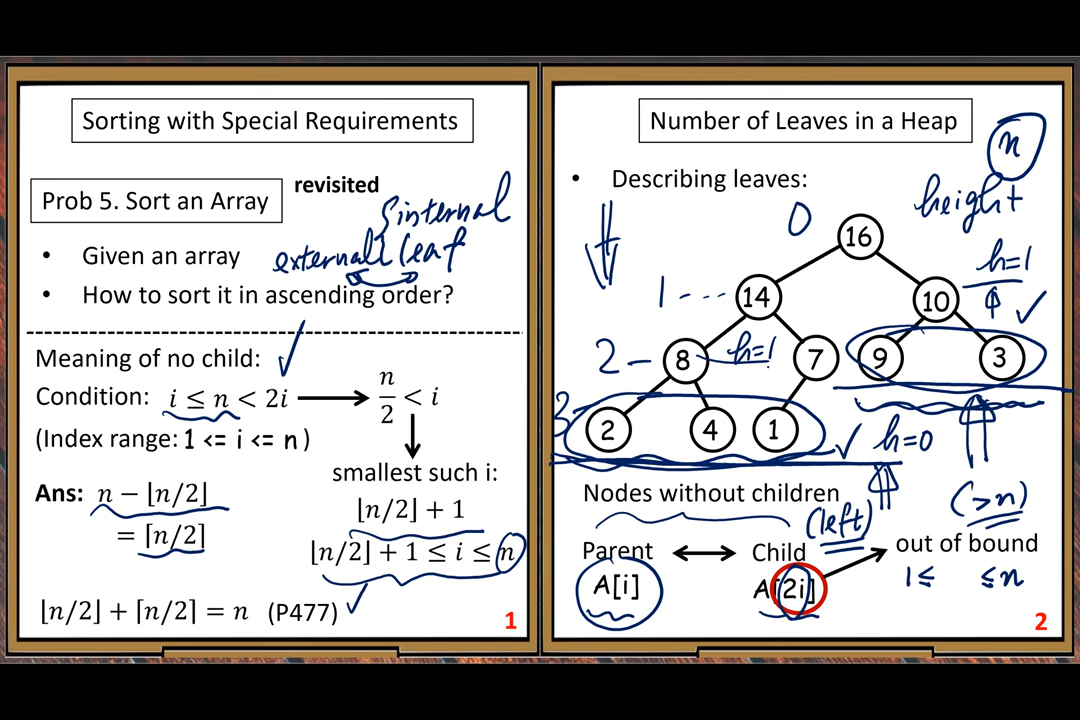 Sorting with Special Requirements
Prob 5. Sort an Array
revisited
internal
external leaf
• Given an array
• How to sort it in ascending order?
Meaning of no child: ✓
Condition: i ≤ n < 2i → n/2 < i
(Index range: 1 <= i <= n)
smallest such i:
Ans: n − ⌊n/2⌋
⌊n/2⌋ + 1
= ⌈n/2⌉
⌊n/2⌋ + 1 ≤ i ≤ n
⌊n/2⌋ + ⌈n/2⌉ = n (P477) ✓
1
Number of Leaves in a Heap
n
• Describing leaves:
height
0
16
h=1
1 - - -
14
10
✓
2 –
8
h=1
7
9
3
3
2
4
1
✓ h=0
Nodes without children
(left)
(>n)
Parent ↔ Child
out of bound
A[i]
A[2i]
1≤ ≤n
2